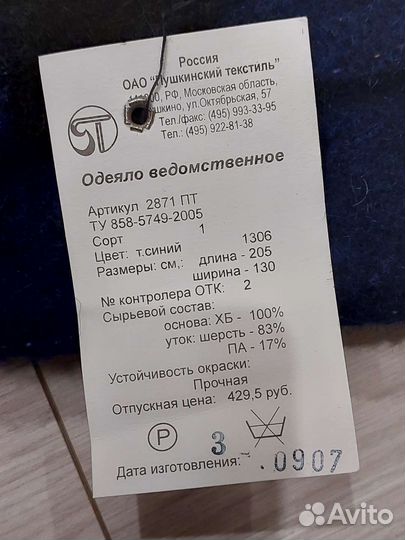 Россия
ОАО "Пушкинский текстиль"
РФ, Московская область,
ул.Октябрьская, 57
Тел./факс: (495) 993-33-95
Тел.: (495) 922-81-38
Одеяло ведомственное
Артикул 2871 ПТ
ТУ 858-5749-2005
Сорт 1
Цвет: т.синий 1306
Размеры: см,: длина - 205
ширина - 130
№ контролера ОТК: 2
Сырьевой состав:
основа: ХБ - 100%
уток: шерсть - 83%
ПА - 17%
Устойчивость окраски:
Прочная
Отпускная цена: 429,5 руб.
P 3
Дата изготовления: .0907
Avito